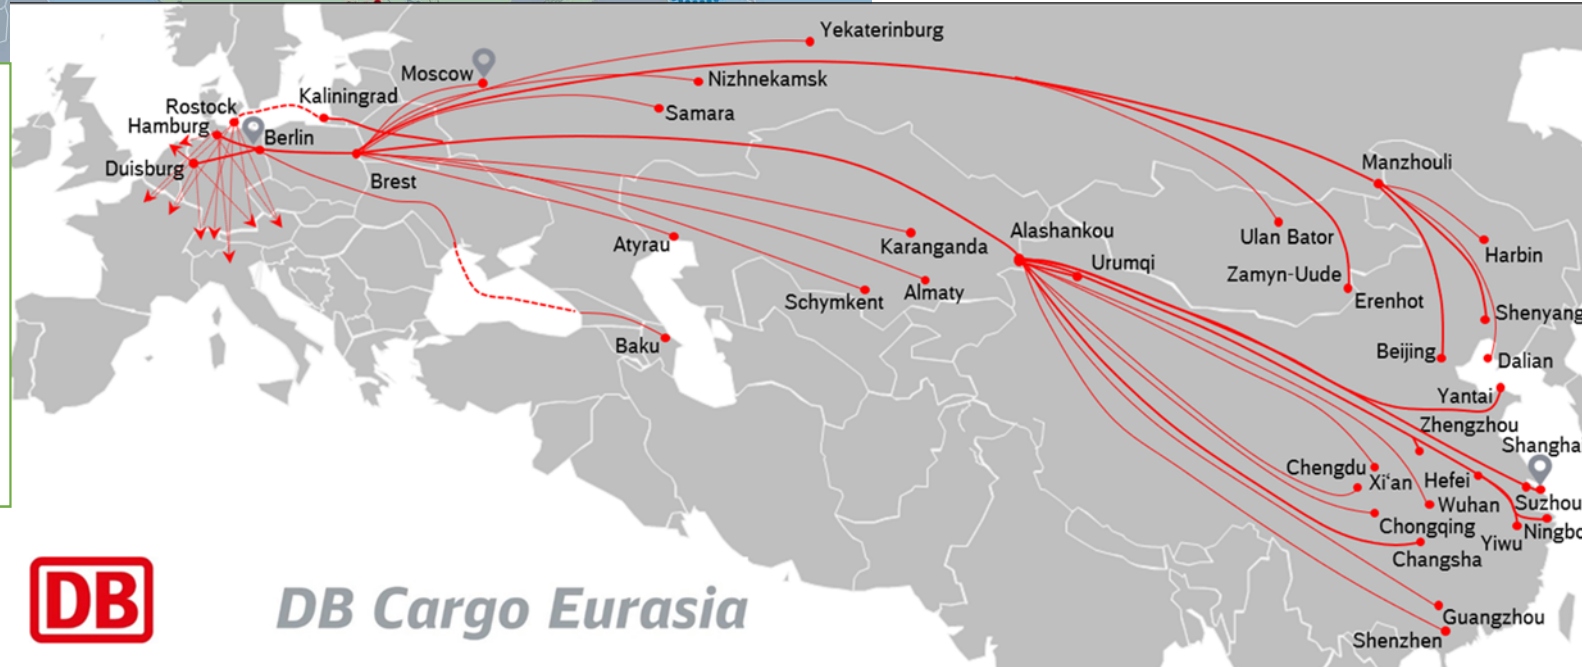 Yekaterinburg
Moscow
Nizhnekamsk
Kaliningrad
Rostock
Samara
Hamburg
Berlin
Duisburg
Manzhouli
Brest
Alashankou
Atyrau
Karanganda
Ulan Bator
Urumqi
Harbin
Zamyn-Uude
Schymkent
Almaty
Erenhot
Shenyang
Baku
Beijing
Dalian
Yantai
Zhengzhou
Shangha
Chengdu
Xi'an
Hefei
Wuhan
Suzhou
Chongqing
Yiwu
Ningbo
Changsha
DB
DB Cargo Eurasia
Guangzhou
Shenzhen